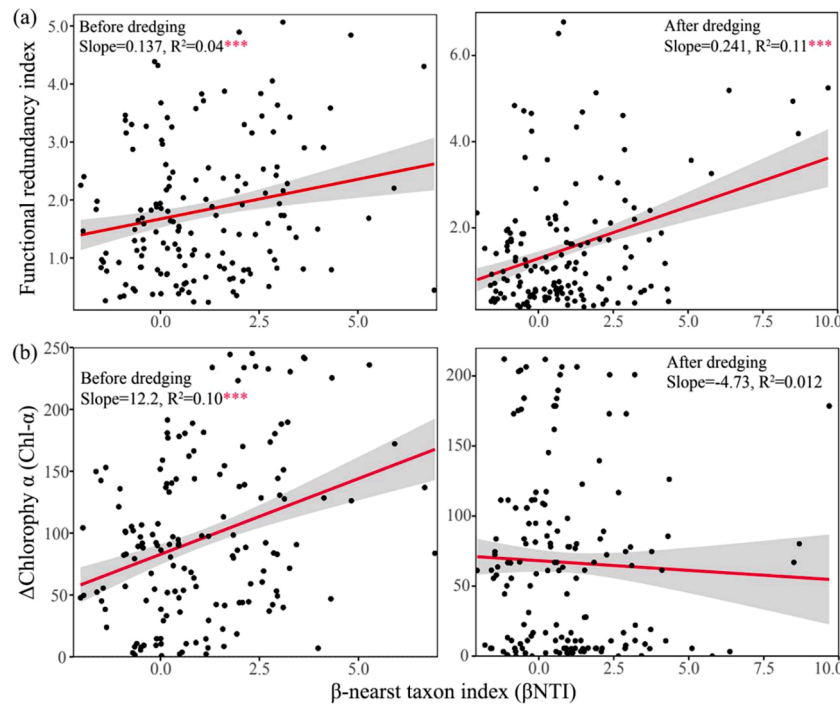 (a)
Before dredging
Slope=0.137, R²=0.04***
After dredging
Slope=0.241, R²=0.11***
Functional redundancy index
5.0
4.0
3.0
2.0
1.0
6.0
4.0
2.0
0.0 2.5 5.0
0.0 2.5 5.0 7.5 10.0
(b)
Before dredging
Slope=12.2, R²=0.10***
After dredging
Slope=-4.73, R²=0.012
ΔChlorophy α (Chl-α)
250
200
150
100
50
0
200
150
100
50
0
0.0 2.5 5.0
0.0 2.5 5.0 7.5 10.0
β-nearst taxon index (βNTI)